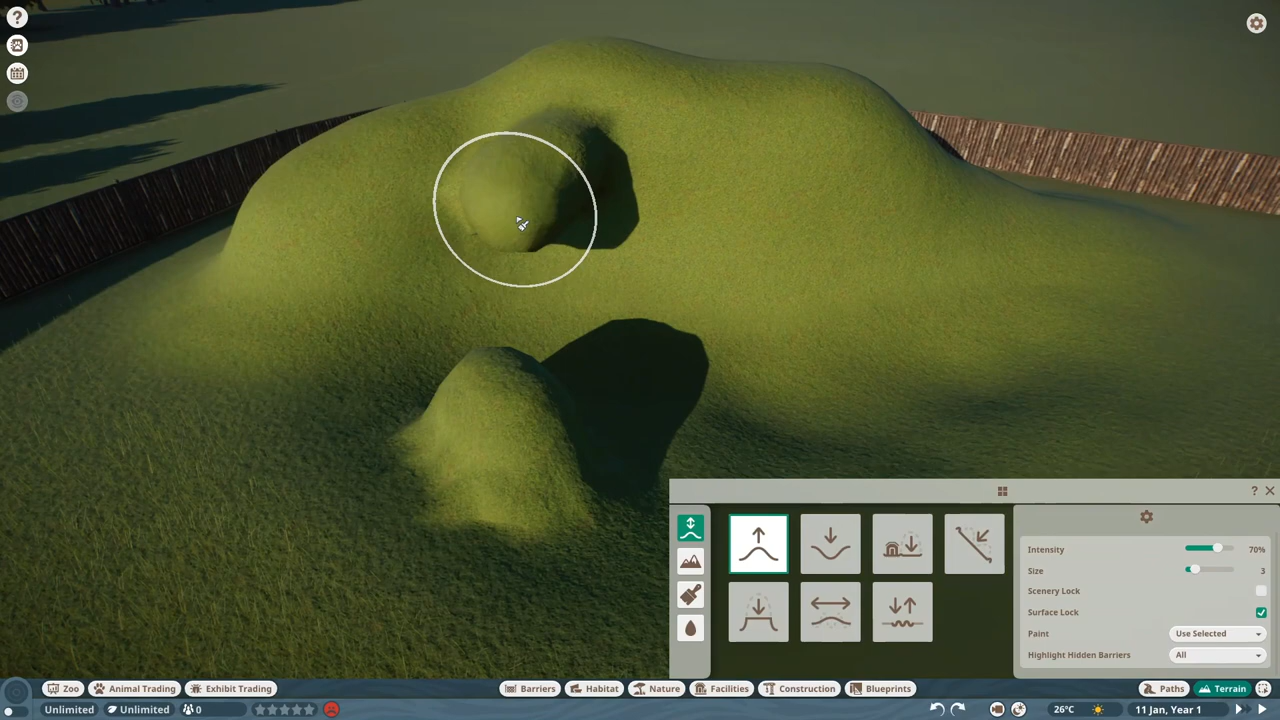 ?
?
Intensity 70%
Size 3
Scenery Lock
Surface Lock
Paint Use Selected
Highlight Hidden Barriers All
Zoo Animal Trading Exhibit Trading Barriers Habitat Nature Facilities Construction Blueprints Paths Terrain
Unlimited Unlimited 0 26°C 11 Jan, Year 1